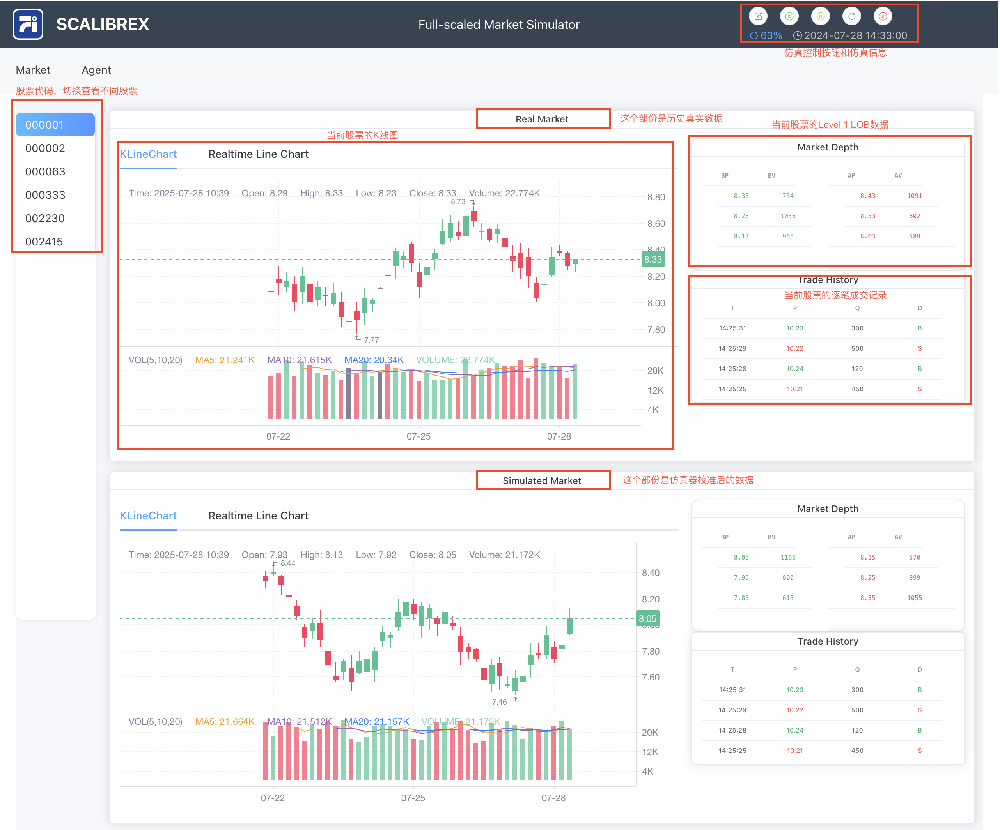 SCALIBREX
Full-scaled Market Simulator
63% 2024-07-28 14:33:00
仿真控制按钮和仿真信息
Market Agent
股票代码，切换查看不同股票
000001
000002
000063
000333
002230
002415
Real Market
这个部份是历史真实数据
当前股票的K线图
KLineChart Realtime Line Chart
Time: 2025-07-28 10:39 Open: 8.29 High: 8.33 Low: 8.23 Close: 8.33 Volume: 22.774K
8.73
8.80
8.60
8.40
8.33
8.20
8.00
7.80
7.77
VOL(5,10,20) MA5: 21.241K MA10: 21.615K MA20: 20.34K VOLUME: 22.774K
20K
12K
4K
07-22 07-25 07-28
当前股票的Level 1 LOB数据
Market Depth
BP BV AP AV
8.33 754 8.43 1091
8.23 1036 8.53 602
8.13 965 8.63 589
Trade History
当前股票的逐笔成交记录
T P Q D
14:25:31 10.23 300 B
14:25:29 10.22 500 S
14:25:28 10.24 120 B
14:25:25 10.21 450 S
Simulated Market
这个部份是仿真器校准后的数据
KLineChart Realtime Line Chart
Time: 2025-07-28 10:39 Open: 7.93 High: 8.13 Low: 7.92 Close: 8.05 Volume: 21.172K
8.44
8.40
8.20
8.05
8.00
7.80
7.60
7.46
VOL(5,10,20) MA5: 21.664K MA10: 21.512K MA20: 21.157K VOLUME: 21.172K
20K
12K
4K
07-22 07-25 07-28
Market Depth
BP BV AP AV
8.05 1166 8.15 570
7.95 800 8.25 899
7.85 615 8.35 1055
Trade History
T P Q D
14:25:31 10.23 300 B
14:25:29 10.22 500 S
14:25:28 10.24 120 B
14:25:25 10.21 450 S